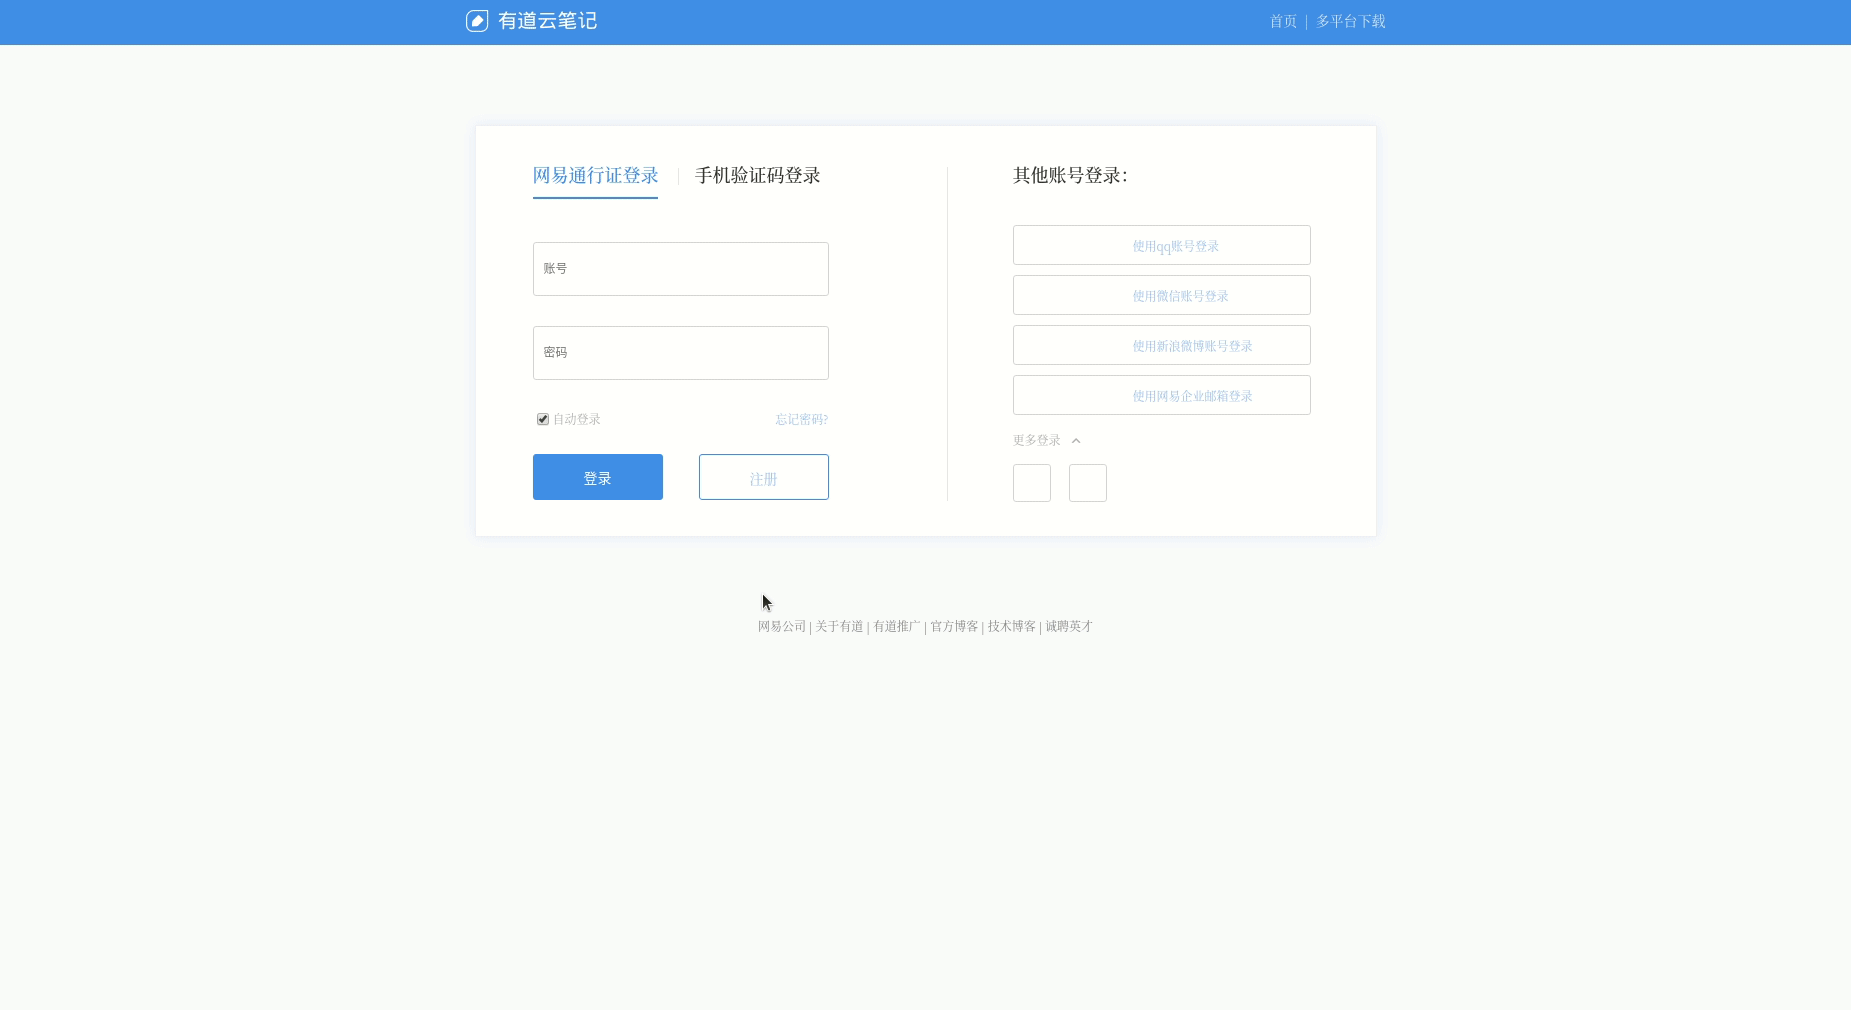 有道云笔记
首页 | 多平台下载
网易通行证登录 | 手机验证码登录
账号
密码
自动登录 忘记密码?
登录 注册
其他账号登录：
使用qq账号登录
使用微信账号登录
使用新浪微博账号登录
使用网易企业邮箱登录
更多登录
网易公司 | 关于有道 | 有道推广 | 官方博客 | 技术博客 | 诚聘英才